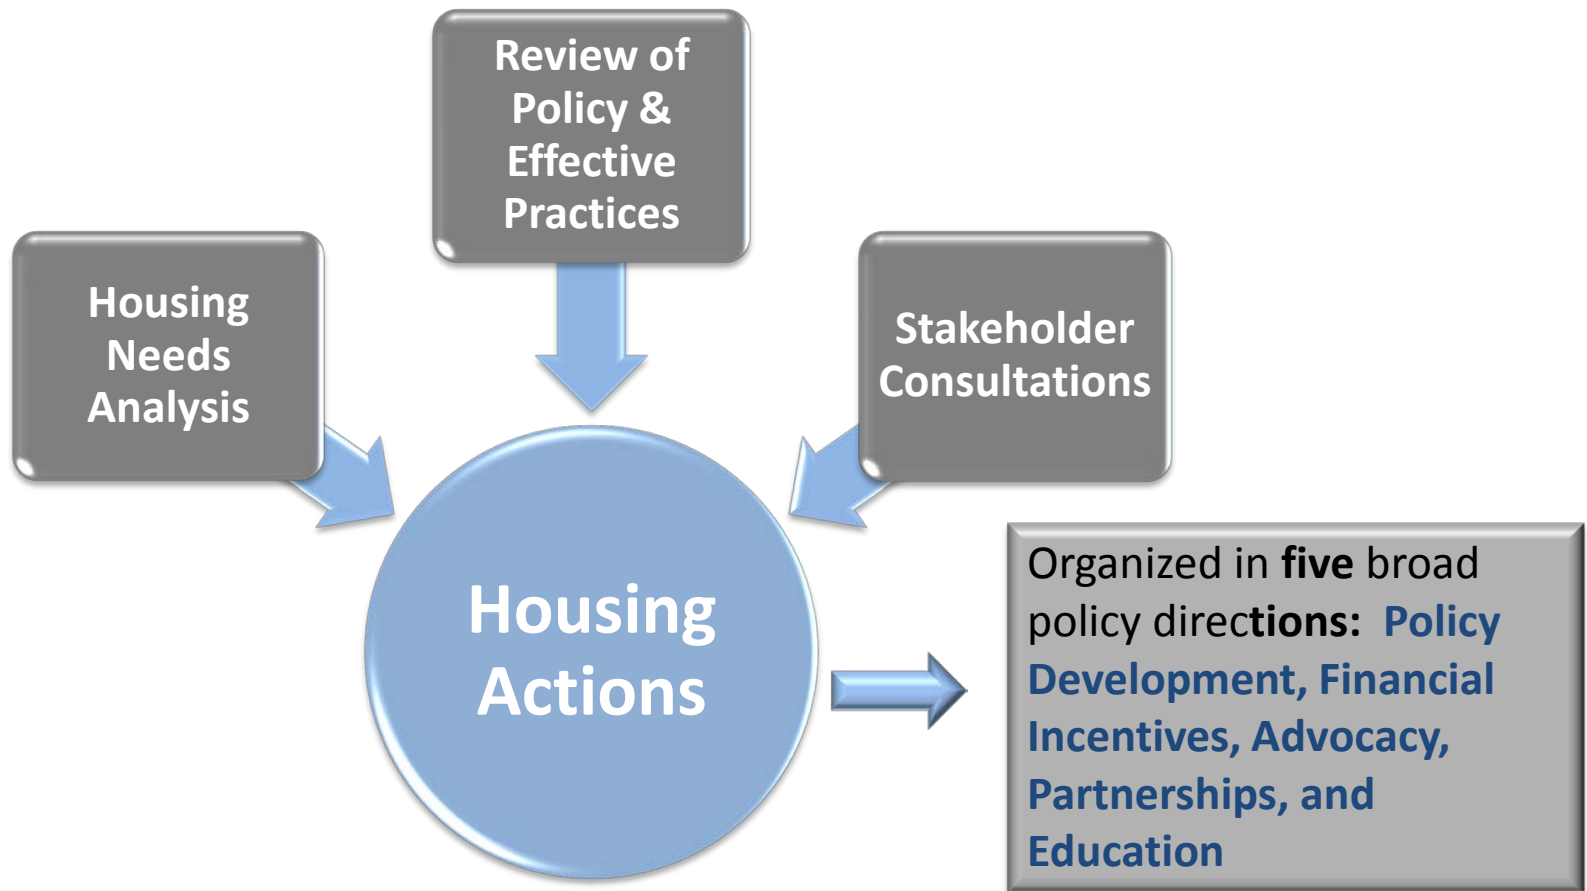 Review of
Policy &
Effective
Practices
Housing
Needs
Analysis
Stakeholder
Consultations
Housing
Actions
Organized in five broad
policy directions: Policy
Development, Financial
Incentives, Advocacy,
Partnerships, and
Education